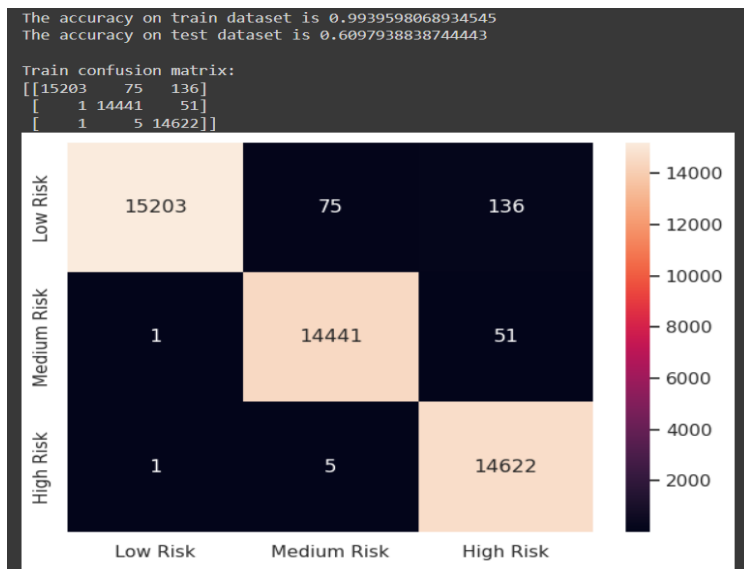 The accuracy on train dataset is 0.9939598068934545
The accuracy on test dataset is 0.6097938838744443
Train confusion matrix:
[[15203    75   136]
 [    1 14441    51]
 [    1     5 14622]]
Low Risk 15203 75 136
Medium Risk 1 14441 51
High Risk 1 5 14622
Low Risk Medium Risk High Risk
14000
12000
10000
8000
6000
4000
2000